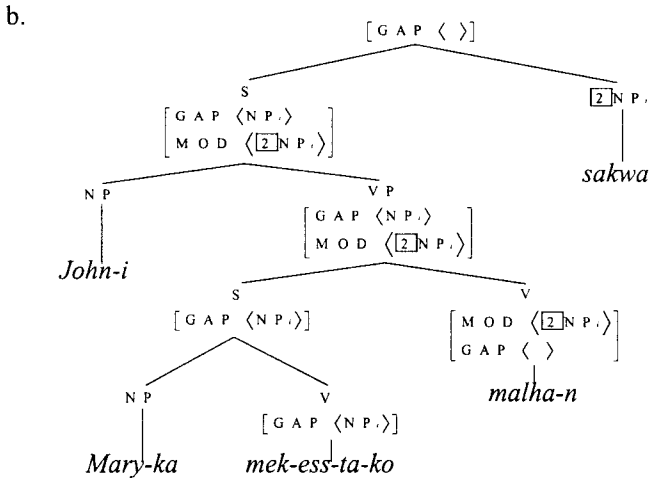 b.
[GAP ⟨ ⟩]
S
[2]NPᵢ
[GAP ⟨NPᵢ⟩
MOD ⟨[2]NPᵢ⟩]
sakwa
NP
VP
[GAP ⟨NPᵢ⟩
MOD ⟨[2]NPᵢ⟩]
John-i
S
V
[GAP ⟨NPᵢ⟩]
[MOD ⟨[2]NPᵢ⟩
GAP ⟨ ⟩]
malha-n
NP
V
[GAP ⟨NPᵢ⟩]
Mary-ka
mek-ess-ta-ko